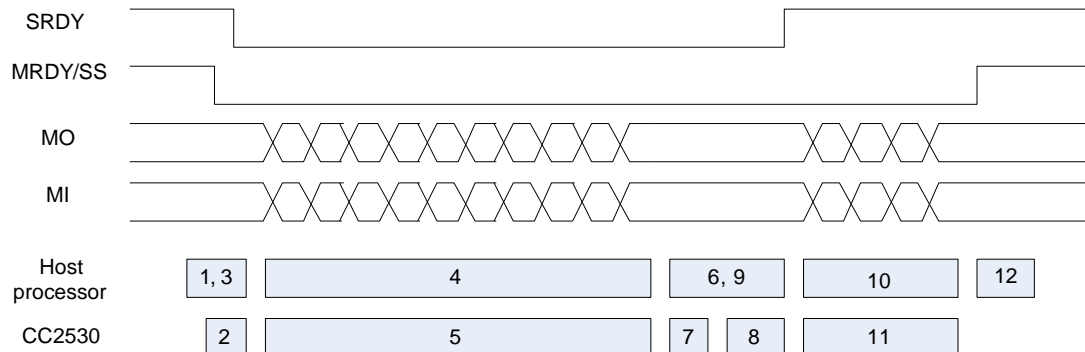 SRDY
MRDY/SS
MO
MI
Host
processor
1, 3
4
6, 9
10
12
CC2530
2
5
7
8
11